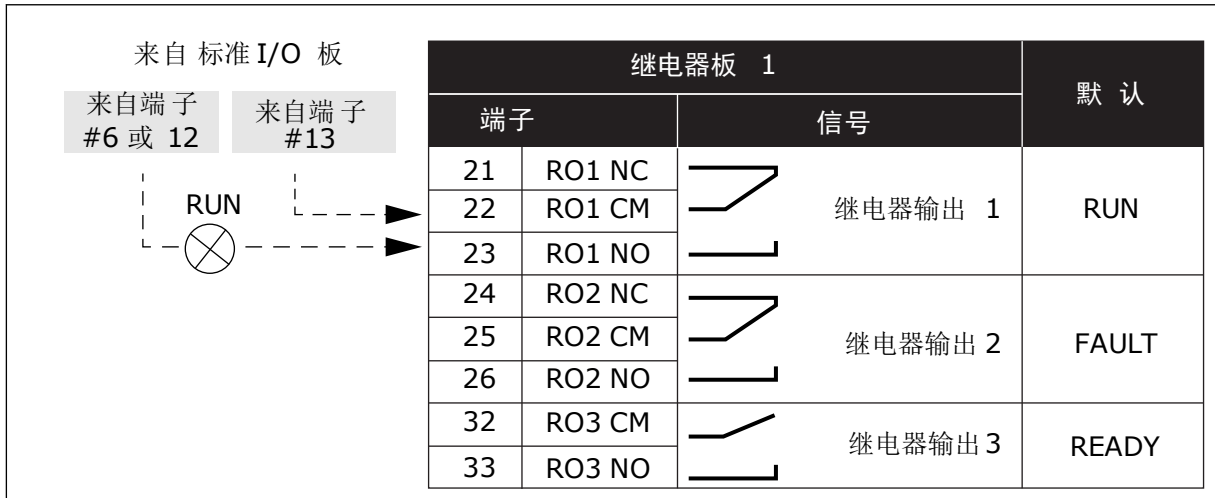 来自 标准 I/O 板
来自端 子
#6 或 12
来自端 子
#13
RUN
继电器板 1
默 认
端子
信号
21 RO1 NC
22 RO1 CM
23 RO1 NO
继电器输出 1
RUN
24 RO2 NC
25 RO2 CM
26 RO2 NO
继电器输出 2
FAULT
32 RO3 CM
33 RO3 NO
继电器输出 3
READY